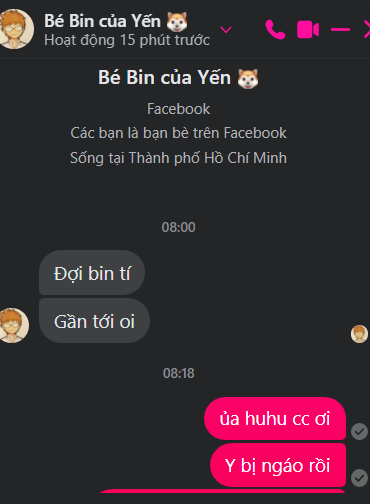 Bé Bin của Yến 🐶
Hoạt động 15 phút trước
Bé Bin của Yến 🐶
Facebook
Các bạn là bạn bè trên Facebook
Sống tại Thành phố Hồ Chí Minh
08:00
Đợi bin tí
Gần tới oi
08:18
ủa huhu cc ơi
Y bị ngáo rồi